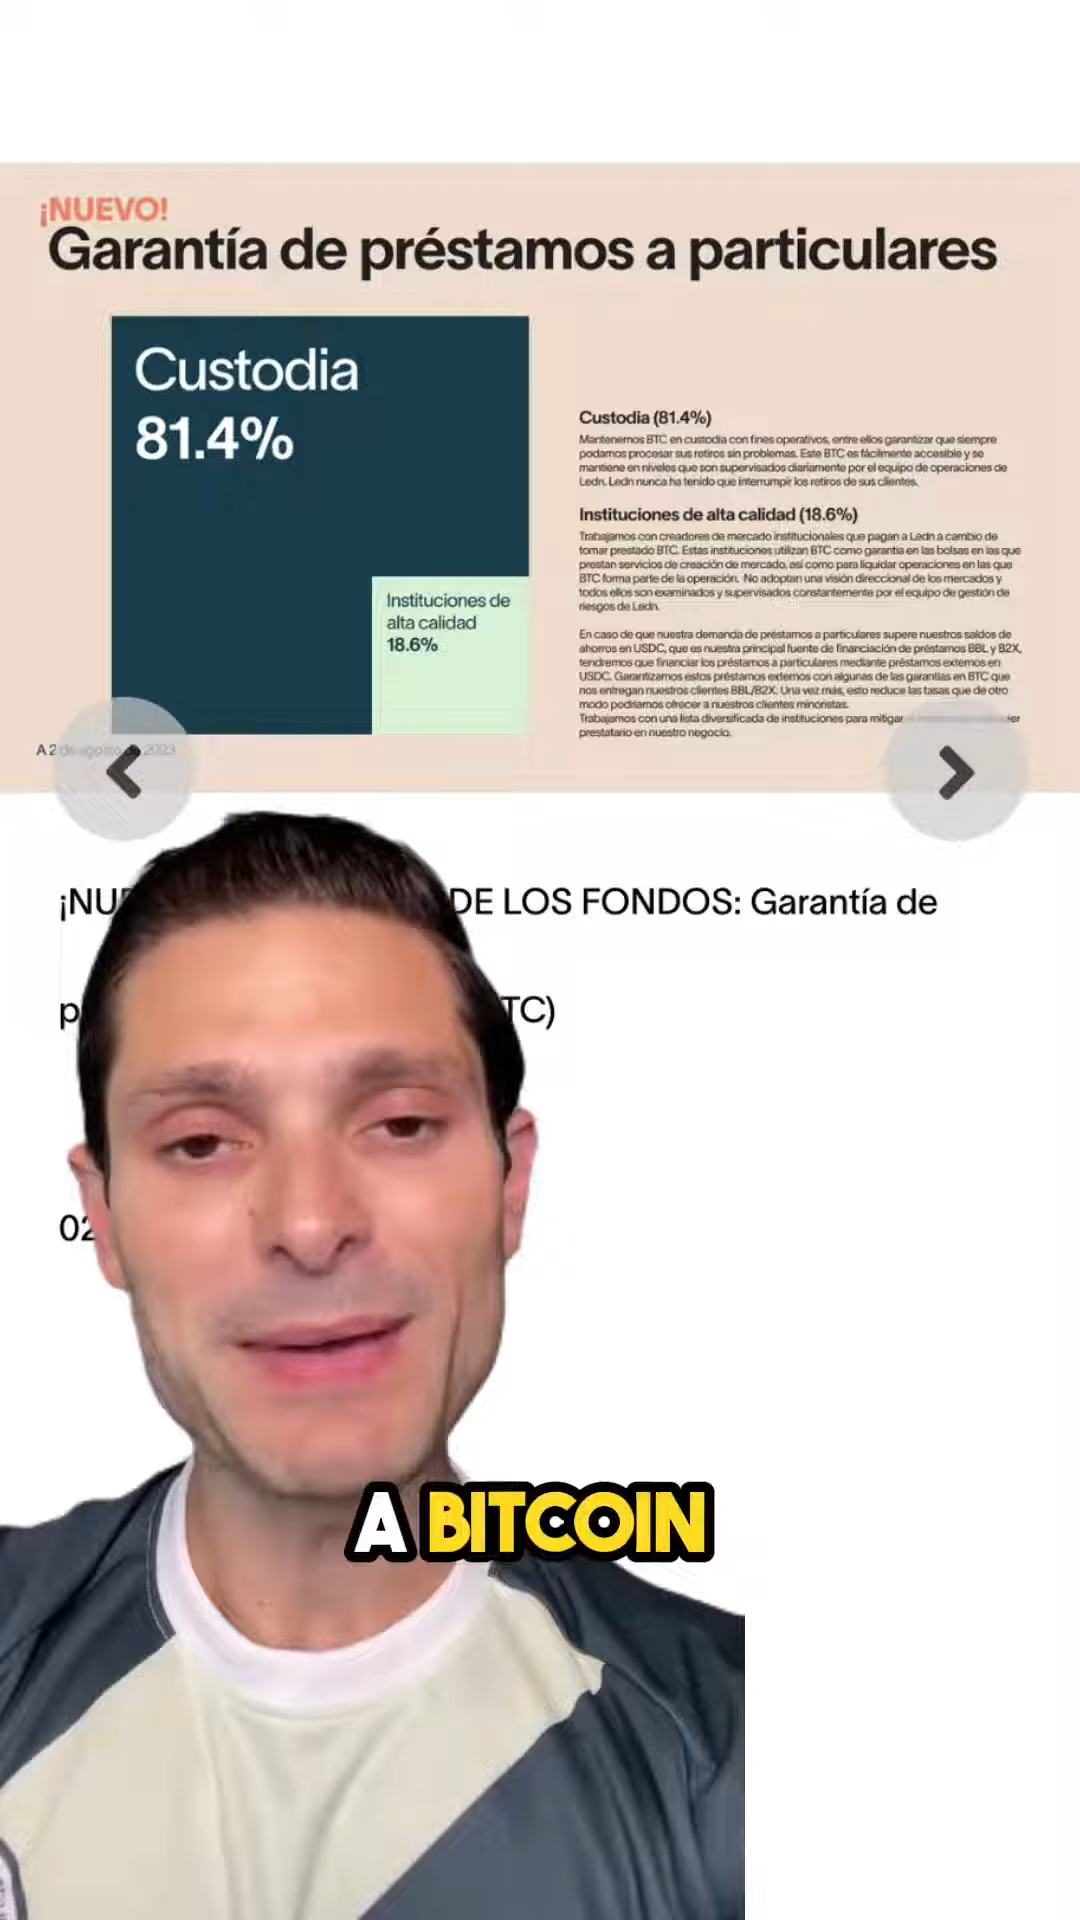 ¡NUEVO!
Garantía de préstamos a particulares
Custodia
81.4%
Instituciones de
alta calidad
18.6%
Custodia (81.4%)
Mantenemos BTC en custodia con fines operativos, entre ellos garantizar que siempre
podamos procesar sus retiros sin problemas. Este BTC es fácilmente accesible y se
mantiene en niveles que son supervisados diariamente por el equipo de operaciones de
Ledn. Ledn nunca ha tenido que interrumpir los retiros de sus clientes.
Instituciones de alta calidad (18.6%)
Trabajamos con creadores de mercado institucionales que pagan a Ledn a cambio de
tomar prestado BTC. Estas instituciones utilizan BTC como garantía en las bolsas en las que
prestan servicios de creación de mercado, así como para liquidar operaciones en las que
BTC forma parte de la operación. No adoptan una visión direccional de los mercados y
todos ellos son examinados y supervisados constantemente por el equipo de gestión de
riesgos de Ledn.
En caso de que nuestra demanda de préstamos a particulares supere nuestros saldos de
ahorros en USDC, que es nuestra principal fuente de financiación de préstamos BBL y B2X,
tendremos que financiar los préstamos a particulares mediante préstamos externos en
USDC. Garantizamos estos préstamos externos con algunas de las garantías en BTC que
nos entregan nuestros clientes BBL/B2X. Una vez más, esto reduce las tasas que de otro
modo podríamos ofrecer a nuestros clientes minoristas.
Trabajamos con una lista diversificada de instituciones para mitigar
prestatario en nuestro negocio.
A 2 de agosto de 2023
DE LOS FONDOS: Garantía de
TC)
02
A BITCOIN